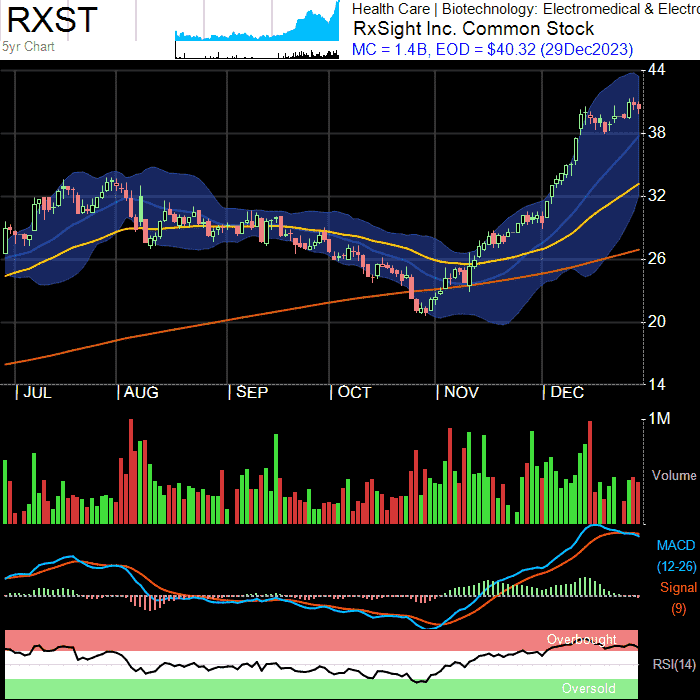 RXST
5yr Chart
Health Care | Biotechnology: Electromedical & Electro
RxSight Inc. Common Stock
MC = 1.4B, EOD = $40.32 (29Dec2023)
44
38
32
26
20
14
| JUL | AUG | SEP | OCT | NOV | DEC
1M
Volume
MACD
(12-26)
Signal
(9)
Overbought
RSI(14)
Oversold